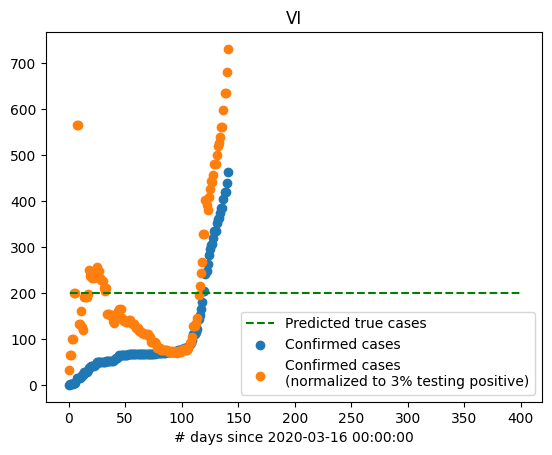 VI
700
600
500
400
300
200
100
0
Predicted true cases
Confirmed cases
Confirmed cases
(normalized to 3% testing positive)
0 50 100 150 200 250 300 350 400
# days since 2020-03-16 00:00:00